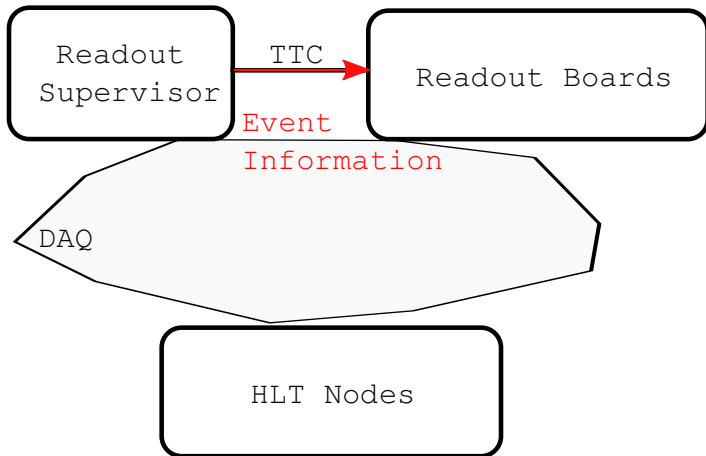 Readout
Supervisor
TTC
Readout Boards
Event
Information
DAQ
HLT Nodes